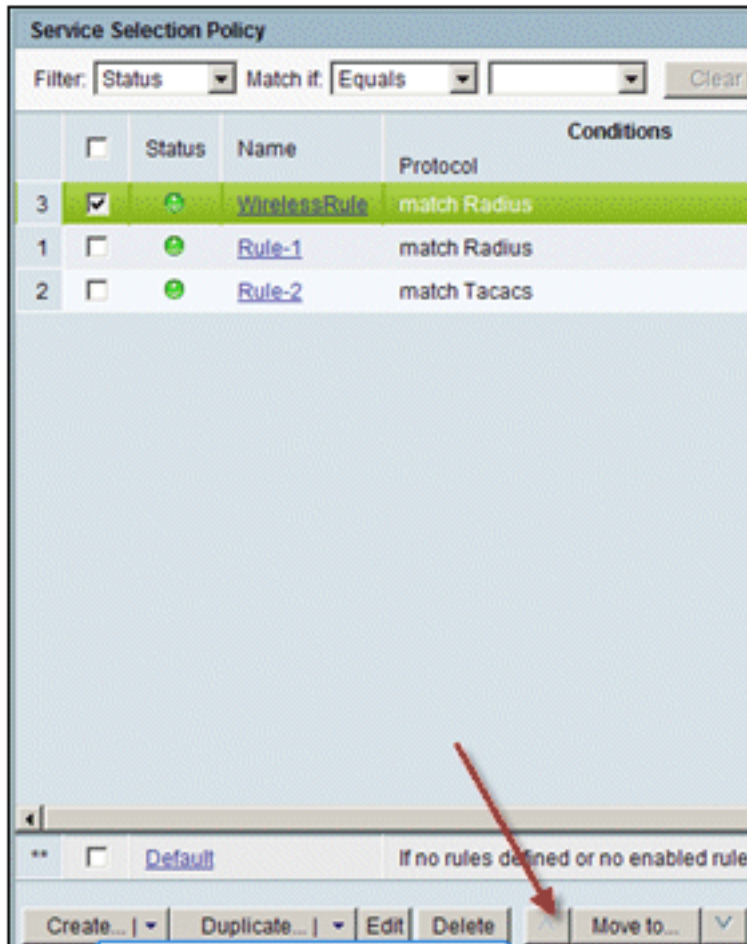 Service Selection Policy
Filter: Status Match if: Equals Clear
Conditions
Status Name Protocol
3 WirelessRule match Radius
1 Rule-1 match Radius
2 Rule-2 match Tacacs
** Default If no rules defined or no enabled rule
Create... | Duplicate... | Edit Delete Move to...